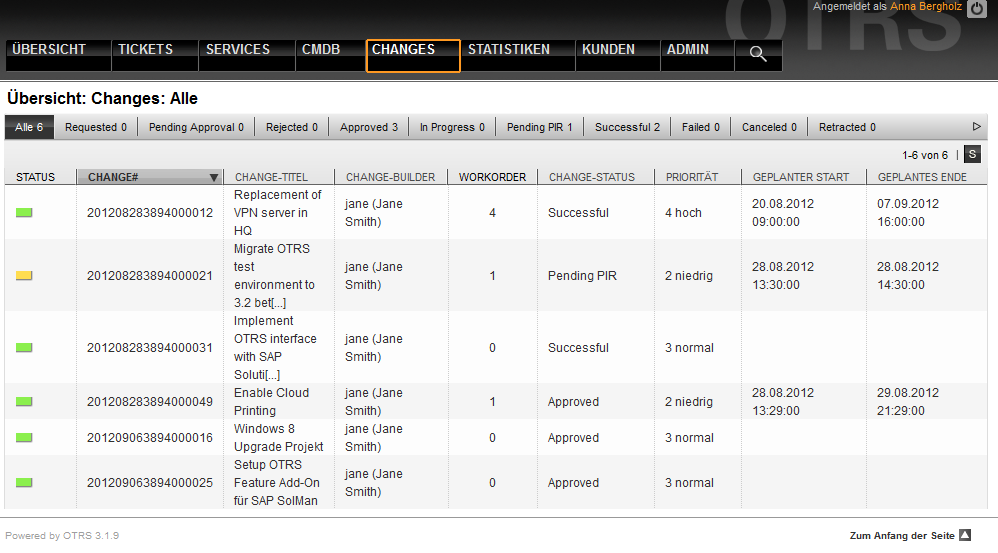 Angemeldet als Anna Bergholz
OTRS
ÜBERSICHT TICKETS SERVICES CMDB CHANGES STATISTIKEN KUNDEN ADMIN
Übersicht: Changes: Alle
Alle 6 Requested 0 Pending Approval 0 Rejected 0 Approved 3 In Progress 0 Pending PIR 1 Successful 2 Failed 0 Canceled 0 Retracted 0
1-6 von 6 | S
STATUS CHANGE# CHANGE-TITEL CHANGE-BUILDER WORKORDER CHANGE-STATUS PRIORITÄT GEPLANTER START GEPLANTES ENDE
Replacement of
201208283894000012 VPN server in jane (Jane Smith) 4 Successful 4 hoch 20.08.2012 09:00:00 07.09.2012 16:00:00
HQ
Migrate OTRS
test
201208283894000021 environment to jane (Jane Smith) 1 Pending PIR 2 niedrig 28.08.2012 13:30:00 28.08.2012 14:30:00
3.2 bet[...]
Implement
OTRS interface
201208283894000031 with SAP jane (Jane Smith) 0 Successful 3 normal
Soluti[...]
Enable Cloud jane (Jane 28.08.2012 29.08.2012
201208283894000049 Printing Smith) 1 Approved 2 niedrig 13:29:00 21:29:00
Windows 8 jane (Jane
201209063894000016 Upgrade Projekt Smith) 0 Approved 3 normal
Setup OTRS
201209063894000025 Feature Add-On jane (Jane Smith) 0 Approved 3 normal
für SAP SolMan
Powered by OTRS 3.1.9 Zum Anfang der Seite